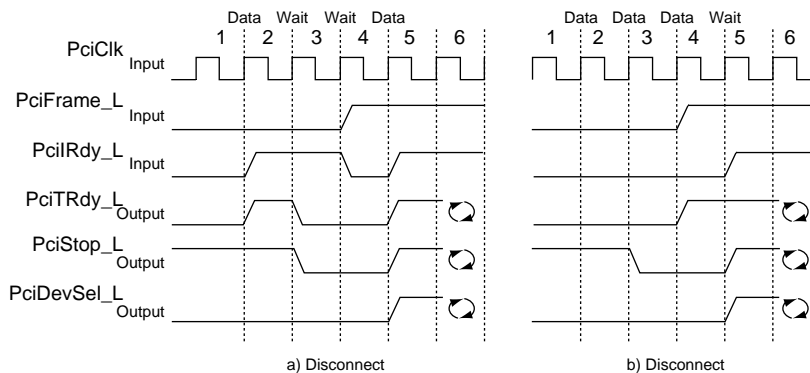 Data Wait Wait Data
Data Data Data
1 2 3 4 5 6
1 2 3 4 5 6
PciClk Input
PciFrame_L Input
PciIRdy_L Input
PciTRdy_L Output
PciStop_L Output
PciDevSel_L Output
a) Disconnect
b) Disconnect